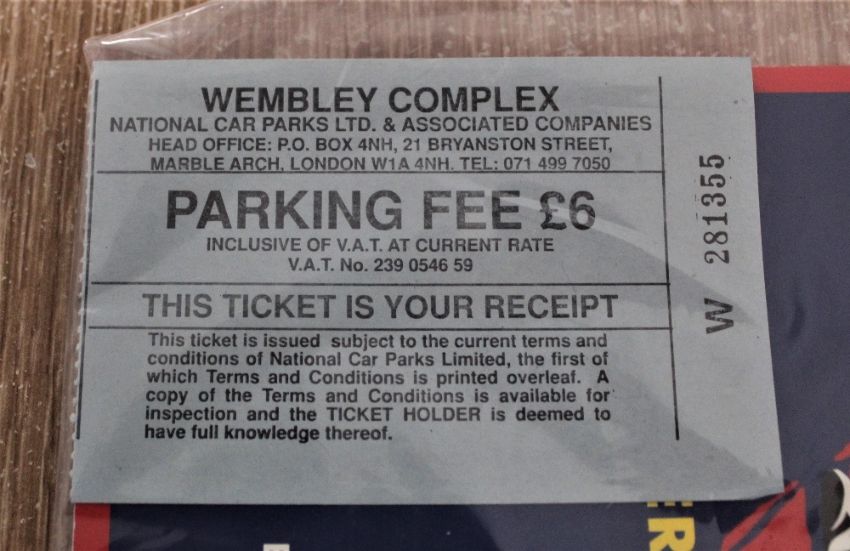 WEMBLEY COMPLEX
NATIONAL CAR PARKS LTD. & ASSOCIATED COMPANIES
HEAD OFFICE: P.O. BOX 4NH, 21 BRYANSTON STREET,
MARBLE ARCH, LONDON W1A 4NH. TEL: 071 499 7050
PARKING FEE £6
INCLUSIVE OF V.A.T. AT CURRENT RATE
V.A.T. No. 239 0546 59
THIS TICKET IS YOUR RECEIPT
This ticket is issued subject to the current terms and
conditions of National Car Parks Limited, the first of
which Terms and Conditions is printed overleaf. A
copy of the Terms and Conditions is available for
inspection and the TICKET HOLDER is deemed to
have full knowledge thereof.
W 281355
ER